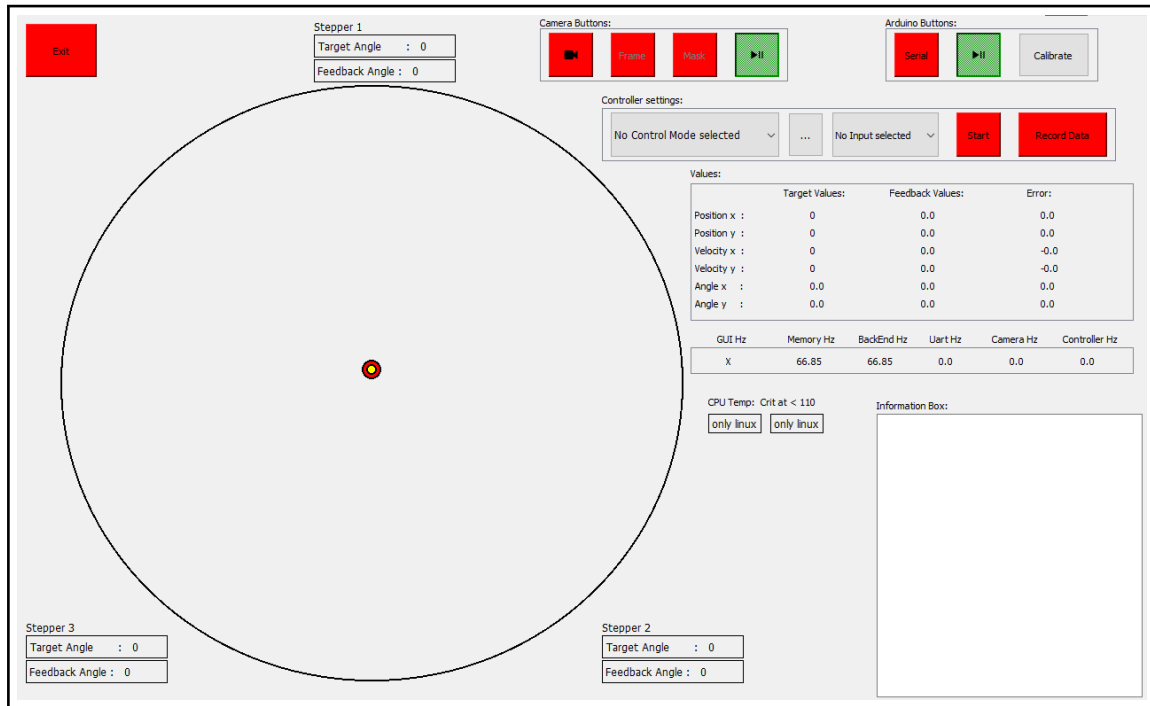 Exit
Stepper 1
Target Angle : 0
Feedback Angle : 0
Camera Buttons:
Frame
Mask
Arduino Buttons:
Serial
Calibrate
Controller settings:
No Control Mode selected
...
No Input selected
Start
Record Data
Values:
Target Values: Feedback Values: Error:
Position x : 0 0.0 0.0
Position y : 0 0.0 0.0
Velocity x : 0 0.0 -0.0
Velocity y : 0 0.0 -0.0
Angle x : 0.0 0.0 0.0
Angle y : 0.0 0.0 0.0
GUI Hz Memory Hz BackEnd Hz Uart Hz Camera Hz Controller Hz
X 66.85 66.85 0.0 0.0 0.0
CPU Temp: Crit at < 110
only linux only linux
Information Box:
Stepper 3
Target Angle : 0
Feedback Angle : 0
Stepper 2
Target Angle : 0
Feedback Angle : 0